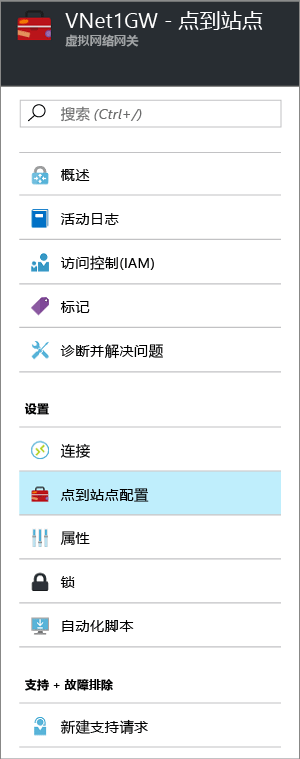 VNet1GW - 点到站点
虚拟网络网关
搜索 (Ctrl+/)
概述
活动日志
访问控制(IAM)
标记
诊断并解决问题
设置
连接
点到站点配置
属性
锁
自动化脚本
支持 + 故障排除
新建支持请求